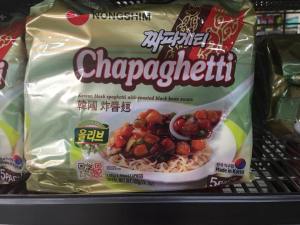 NONGSHIM
짜파게티
Chapaghetti
Korean black spaghetti with roasted black bean sauce
韓國 炸醬麵
올리브
Made in Korea
5PA